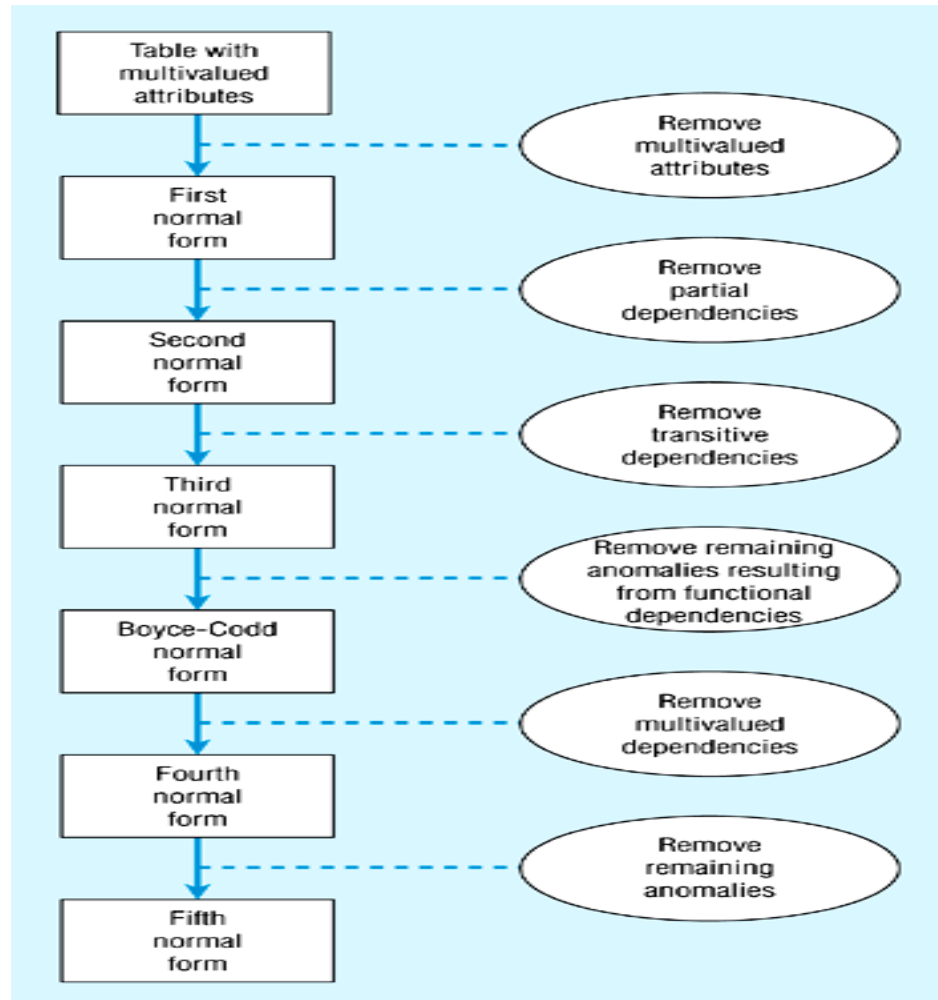 Table with
multivalued
attributes
Remove
multivalued
attributes
First
normal
form
Remove
partial
dependencies
Second
normal
form
Remove
transitive
dependencies
Third
normal
form
Remove remaining
anomalies resulting
from functional
dependencies
Boyce-Codd
normal
form
Remove
multivalued
dependencies
Fourth
normal
form
Remove
remaining
anomalies
Fifth
normal
form